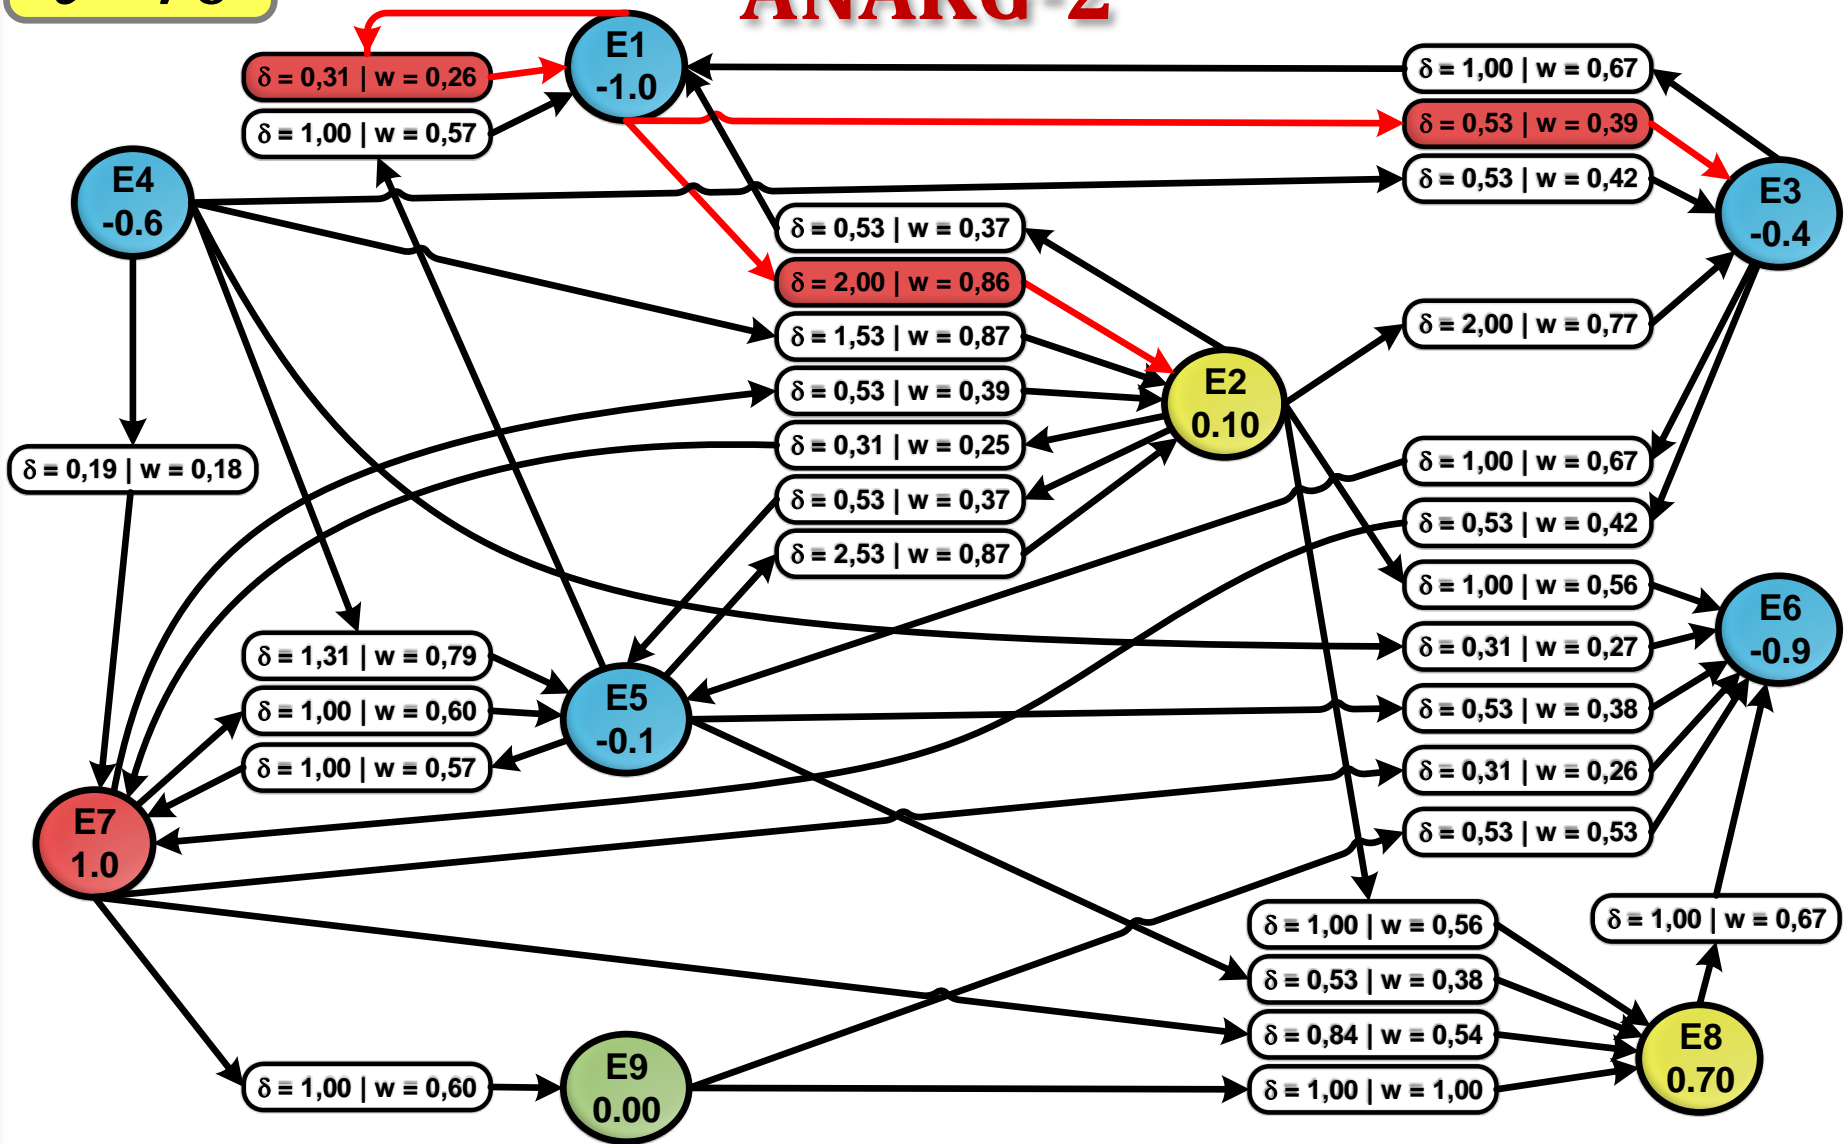 ANAKG-2
E1
-1.0
δ = 0,31 | w = 0,26
δ = 1,00 | w = 0,57
δ = 1,00 | w = 0,67
δ = 0,53 | w = 0,39
δ = 0,53 | w = 0,42
E4
-0.6
E3
-0.4
δ = 0,53 | w = 0,37
δ = 2,00 | w = 0,86
δ = 1,53 | w = 0,87
δ = 0,53 | w = 0,39
δ = 0,31 | w = 0,25
δ = 0,53 | w = 0,37
δ = 2,53 | w = 0,87
E2
0.10
δ = 2,00 | w = 0,77
δ = 0,19 | w = 0,18
δ = 1,00 | w = 0,67
δ = 0,53 | w = 0,42
δ = 1,00 | w = 0,56
δ = 0,31 | w = 0,27
δ = 0,53 | w = 0,38
δ = 0,31 | w = 0,26
δ = 0,53 | w = 0,53
E6
-0.9
δ = 1,31 | w = 0,79
δ = 1,00 | w = 0,60
δ = 1,00 | w = 0,57
E5
-0.1
E7
1.0
δ = 1,00 | w = 0,67
δ = 1,00 | w = 0,56
δ = 0,53 | w = 0,38
δ = 0,84 | w = 0,54
δ = 1,00 | w = 1,00
E8
0.70
δ = 1,00 | w = 0,60
E9
0.00